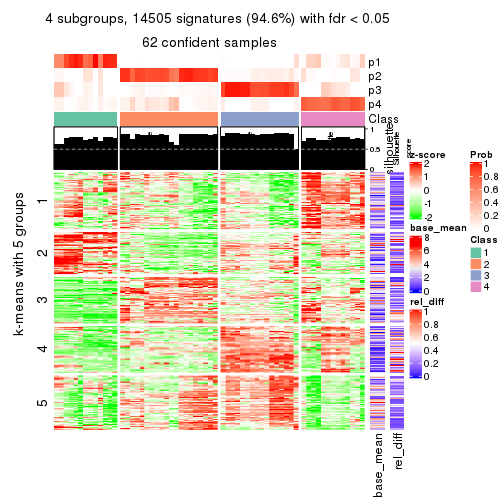 4 subgroups, 14505 signatures (94.6%) with fdr < 0.05
62 confident samples
p1
p2
p3
p4
Class
1
0.5
0
silhouette
Silhouette
score
k-means with 5 groups
1
2
3
4
5
base_mean
rel_diff
z-score
2
1
0
-1
-2
base_mean
8
6
4
2
0
rel_diff
1
0.8
0.6
0.4
0.2
0
Prob
1
0.8
0.6
0.4
0.2
0
Class
1
2
3
4